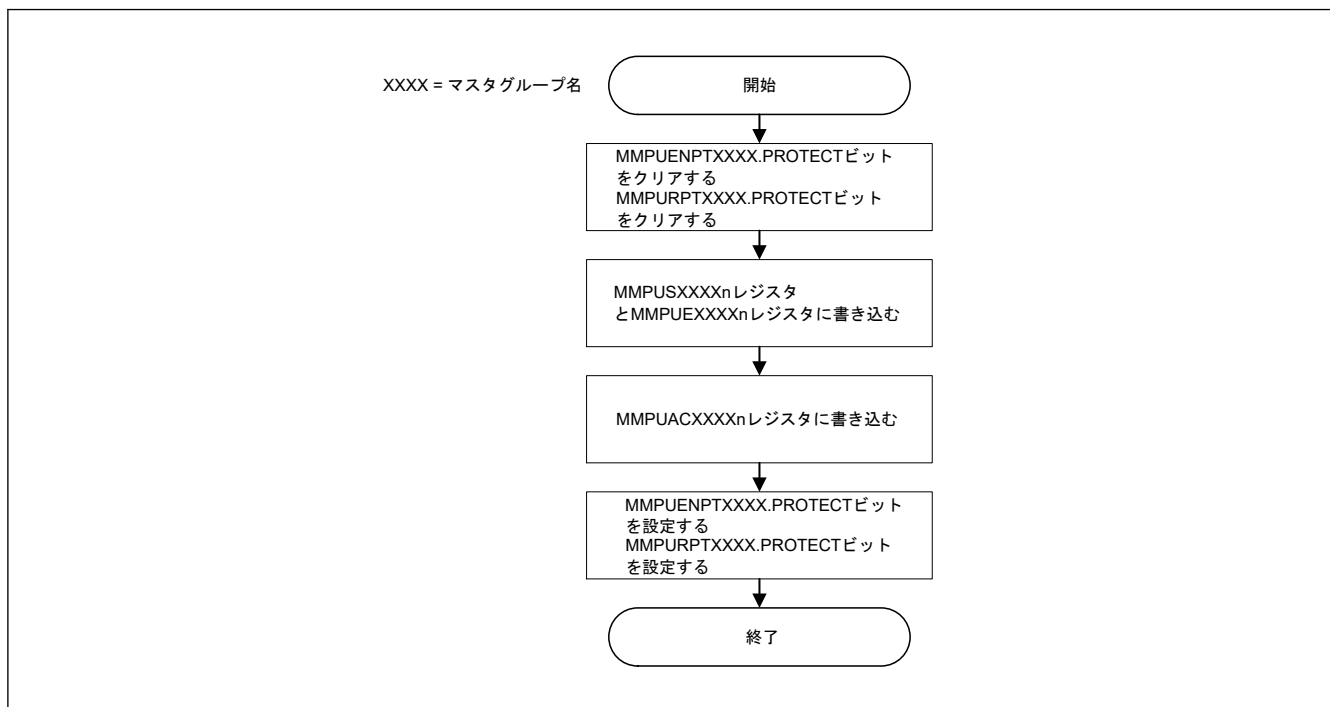 XXXX = マスタグループ名
開始
MMPUENPTXXXX.PROTECTビット
をクリアする
MMPURPTXXXX.PROTECTビット
をクリアする
MMPUSXXXXnレジスタ
とMMPUEXXXXnレジスタに書き込む
MMPUACXXXXnレジスタに書き込む
MMPUENPTXXXX.PROTECTビット
を設定する
MMPURPTXXXX.PROTECTビット
を設定する
終了